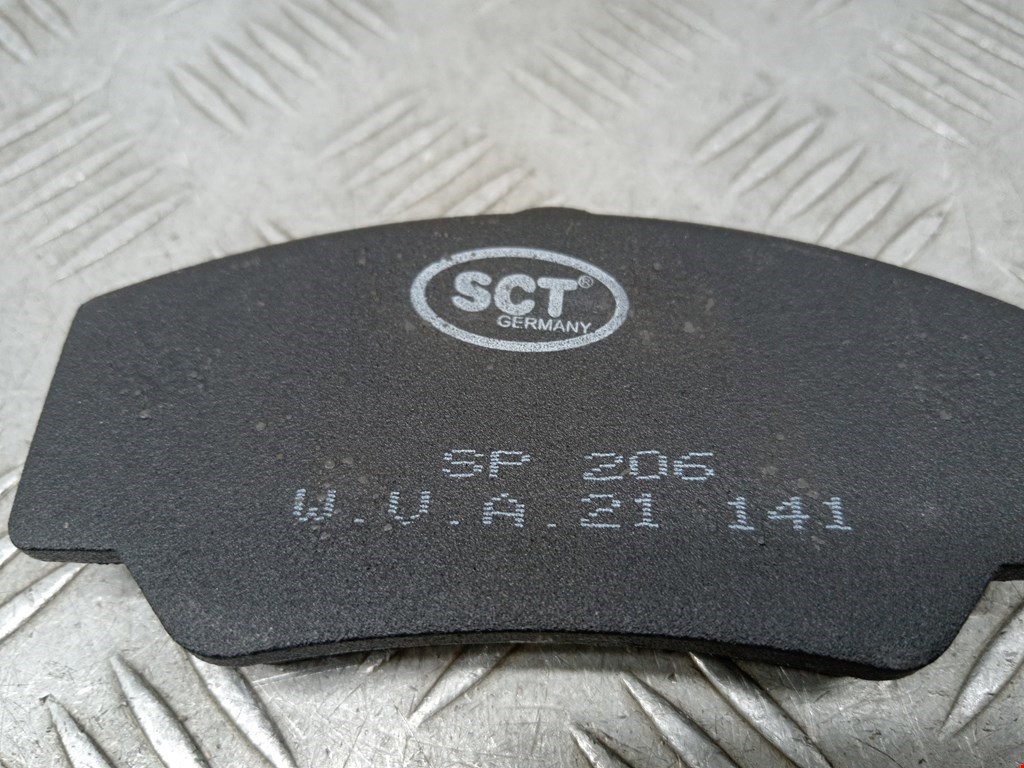 SCT®
GERMANY
SP 206
W.V.A.21 141